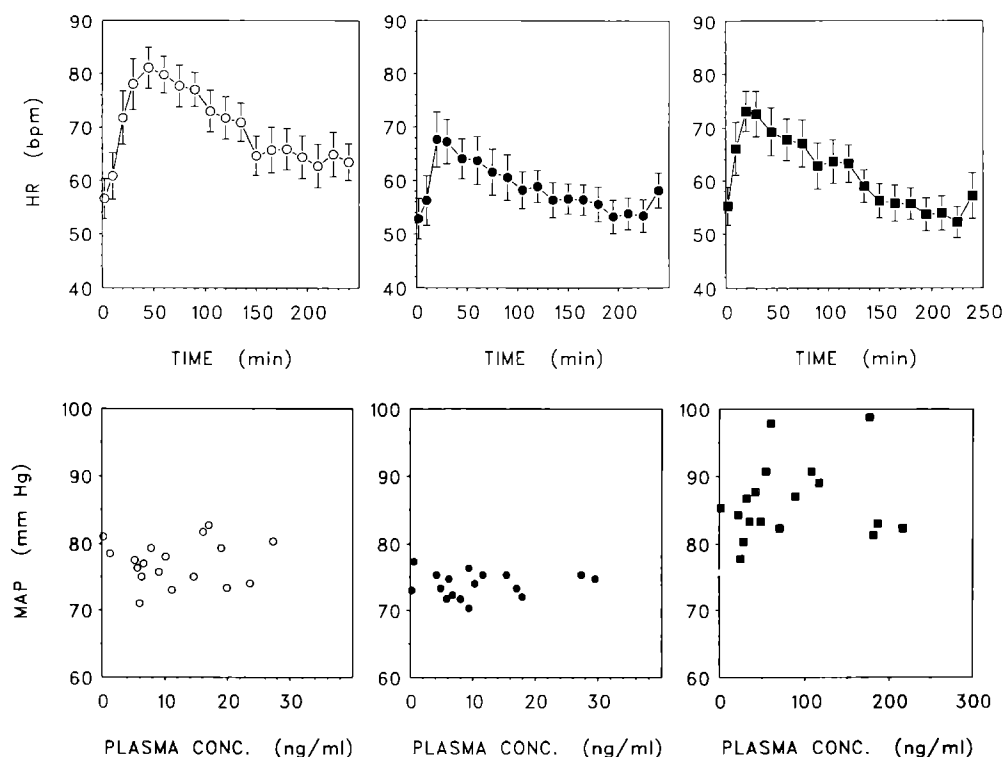 90 90 90
80 80 80
70 70 70
60 60 60
50 50 50
40 40 40
HR (bpm)
0 50 100 150 200 0 50 100 150 200 0 50 100 150 200 250
TIME (min) TIME (min) TIME (min)
100 100 100
90 90 90
80 80 80
70 70 70
60 60 60
MAP (mm Hg)
0 10 20 30 0 10 20 30 0 100 200 300
PLASMA CONC. (ng/ml) PLASMA CONC. (ng/ml) PLASMA CONC. (ng/ml)